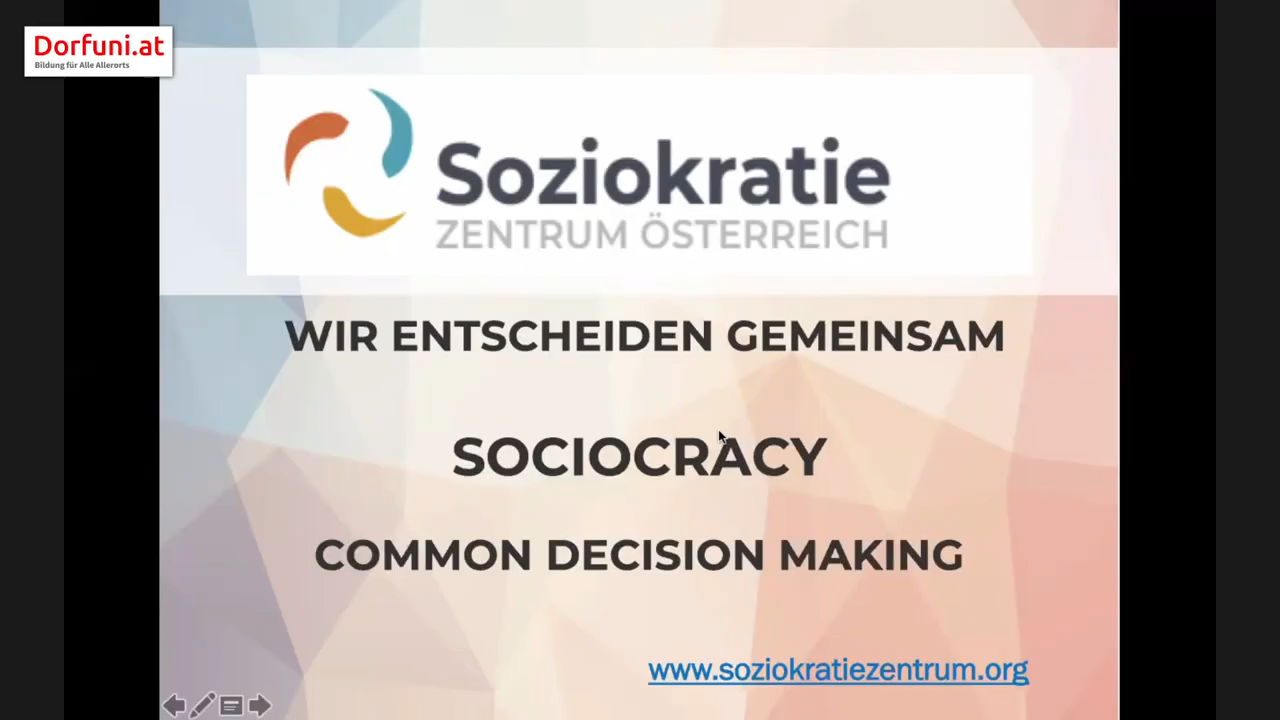 Dorfuni.at
Bildung für Alle Allerorts
Soziokratie
ZENTRUM ÖSTERREICH
WIR ENTSCHEIDEN GEMEINSAM
SOCIOCRACY
COMMON DECISION MAKING
www.soziokratiezentrum.org